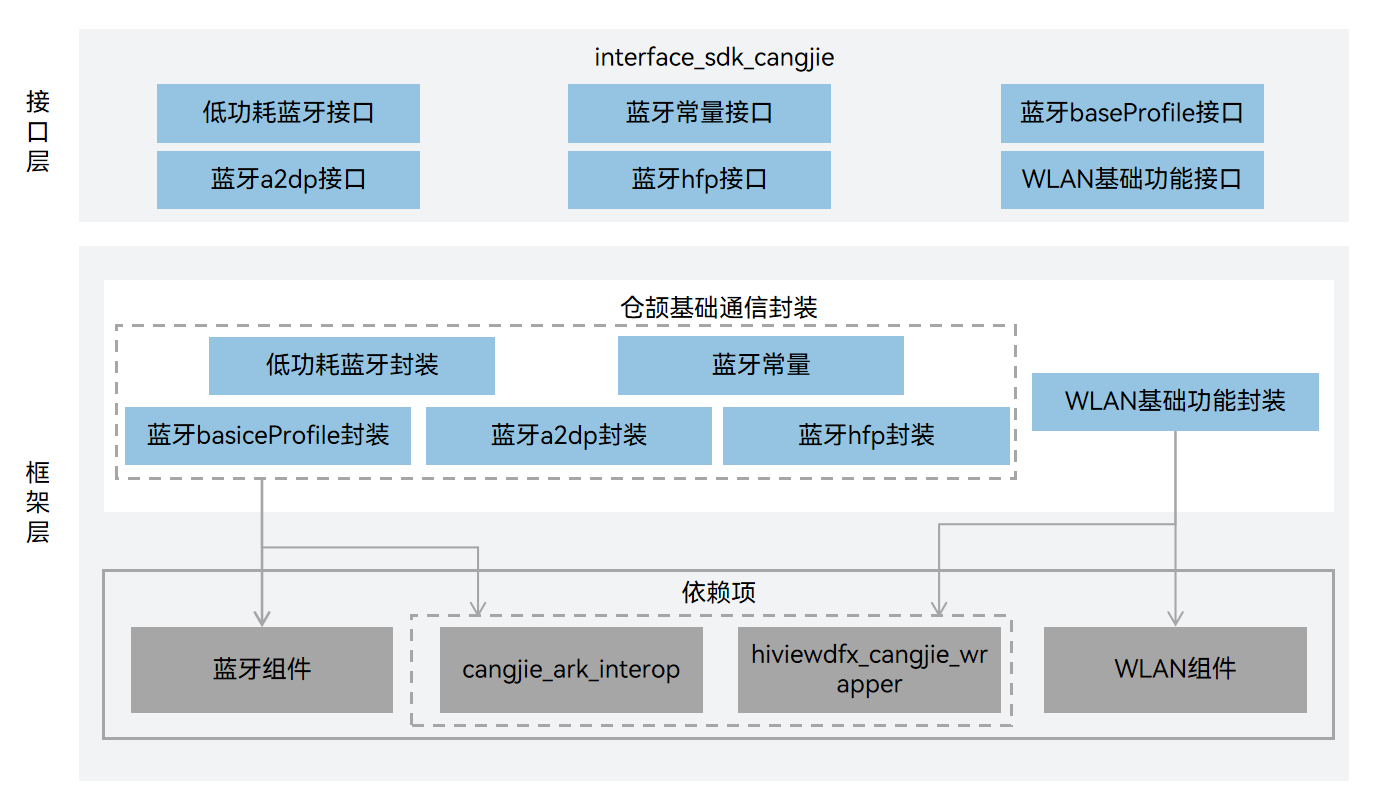 interface_sdk_cangjie
接
口
层
低功耗蓝牙接口
蓝牙常量接口
蓝牙baseProfile接口
蓝牙a2dp接口
蓝牙hfp接口
WLAN基础功能接口
框
架
层
仓颉基础通信封装
低功耗蓝牙封装
蓝牙常量
WLAN基础功能封装
蓝牙basiceProfile封装
蓝牙a2dp封装
蓝牙hfp封装
依赖项
蓝牙组件
cangjie_ark_interop
hiviewdfx_cangjie_wr
apper
WLAN组件